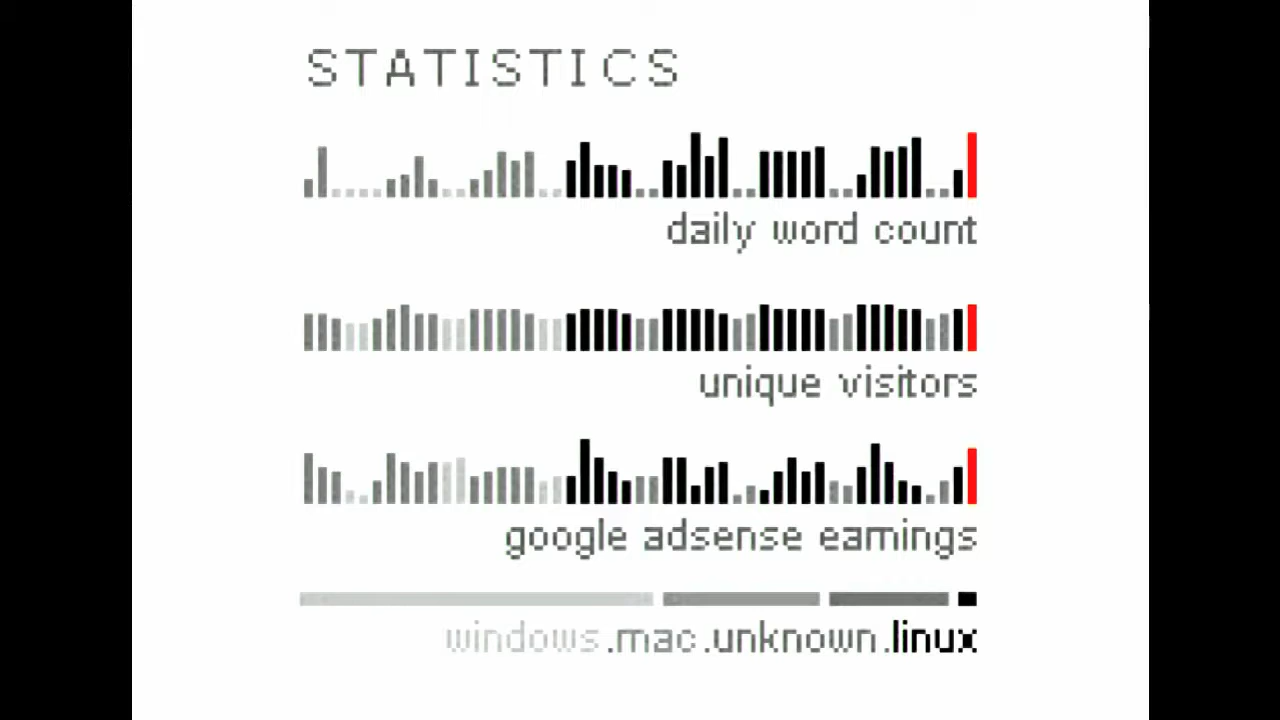 STATISTICS
daily word count
unique visitors
google adsense earnings
windows.mac.unknown.linux